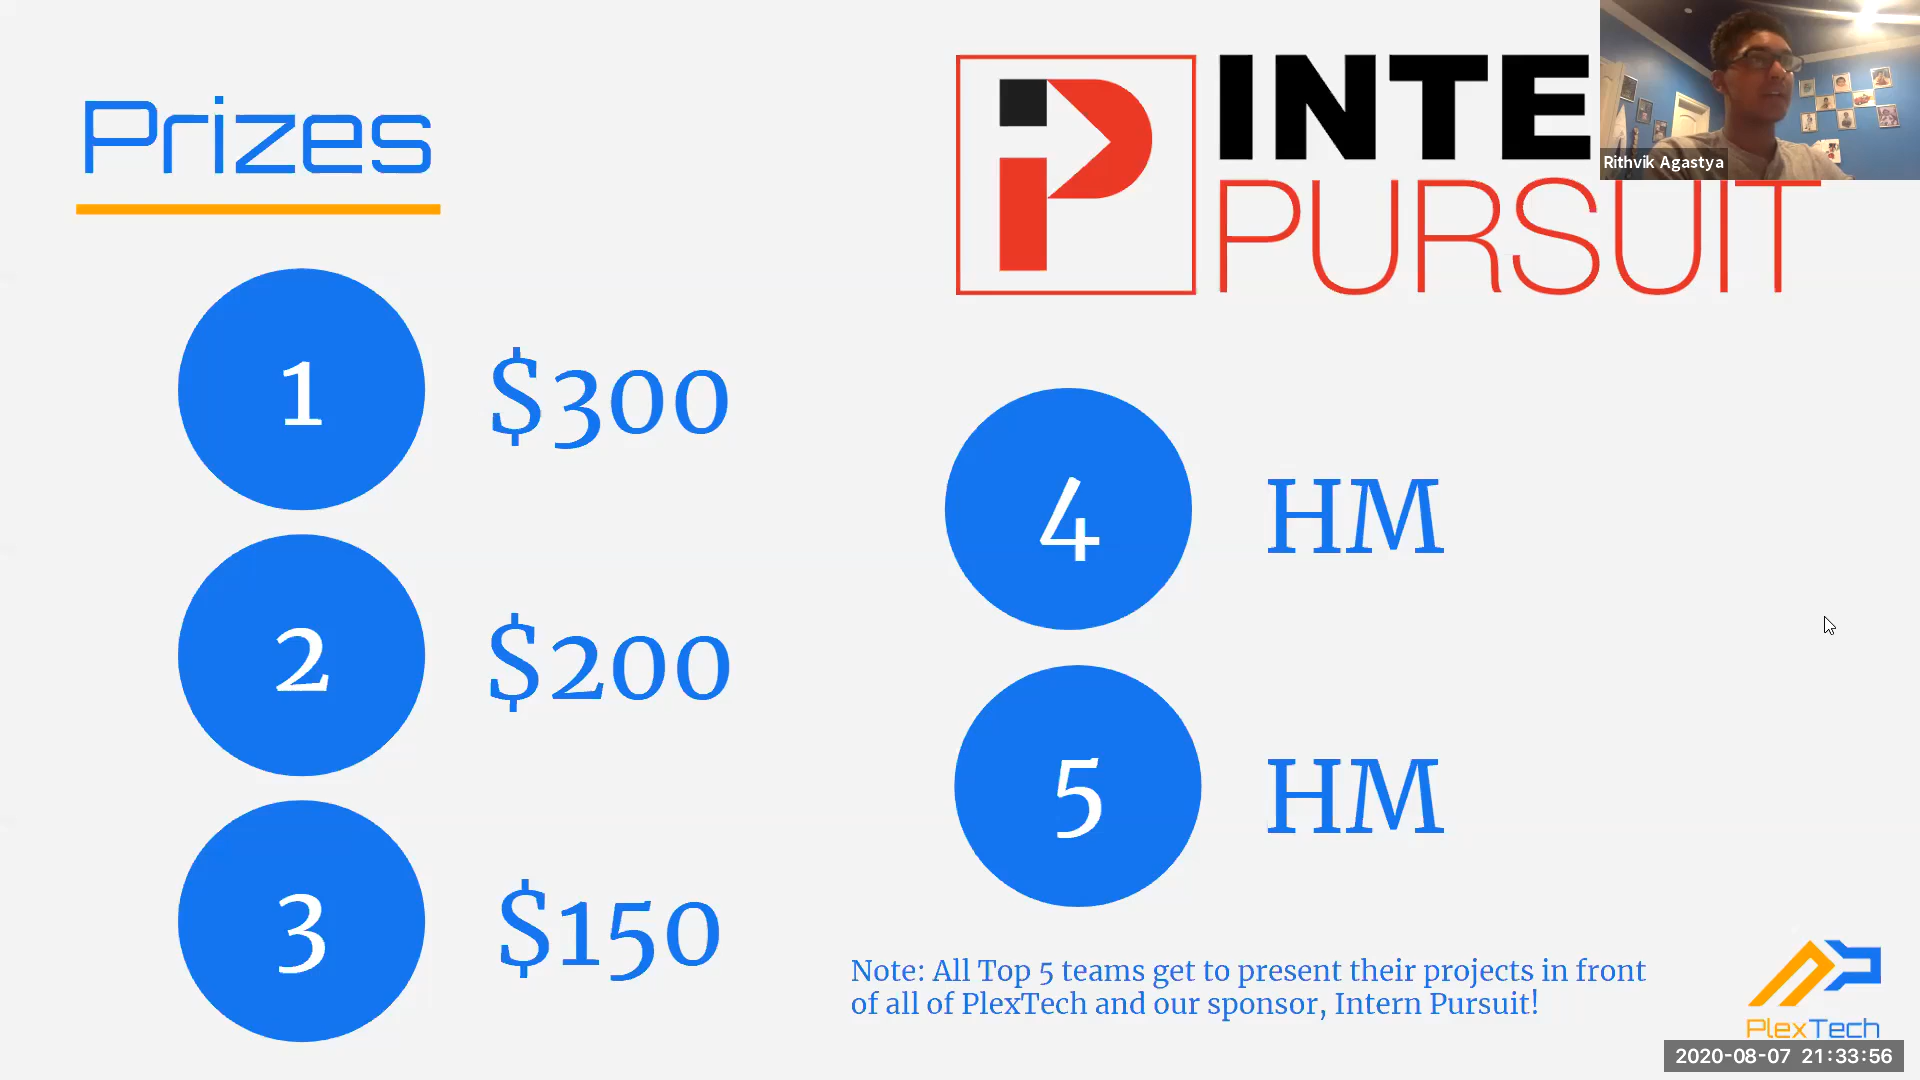 Prizes
INTE
PURSUIT
Rithvik Agastya
1 $300
2 $200
3 $150
4 HM
5 HM
Note: All Top 5 teams get to present their projects in front
of all of PlexTech and our sponsor, Intern Pursuit!
PlexTech
2020-08-07 21:33:56